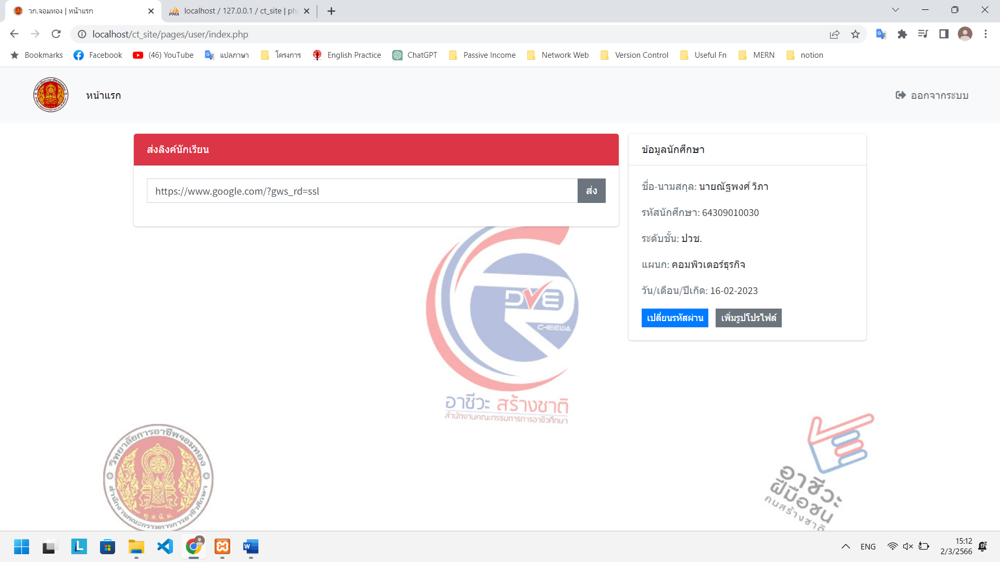 วก.จอมทอง | หน้าแรก
localhost / 127.0.0.1 / ct_site | ph
localhost/ct_site/pages/user/index.php
Bookmarks
Facebook
(46) YouTube
แปลภาษา
โครงการ
English Practice
ChatGPT
Passive Income
Network Web
Version Control
Useful Fn
MERN
notion
หน้าแรก
ออกจากระบบ
ส่งลิงค์นักเรียน
https://www.google.com/?gws_rd=ssl
ส่ง
ข้อมูลนักศึกษา
ชื่อ-นามสกุล: นายณัฐพงศ์ วิภา
รหัสนักศึกษา: 64309010030
ระดับชั้น: ปวช.
แผนก: คอมพิวเตอร์ธุรกิจ
วัน/เดือน/ปีเกิด: 16-02-2023
เปลี่ยนรหัสผ่าน
เพิ่มรูปโปรไฟล์
DVE
CHEEWA
อาชีวะ สร้างชาติ
สำนักงานคณะกรรมการการอาชีวศึกษา
วิทยาลัยการอาชีพจอมทอง
ทุ. ส. นิ. ม.
สำนักงานคณะกรรมการการอาชีวศึกษา
อาชีวะ
ฝีมือชน
คนสร้างชาติ
ENG
15:12
2/3/2566